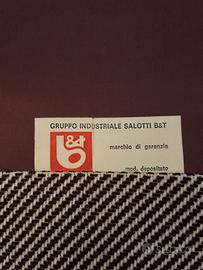 GRUPPO INDUSTRIALE SALOTTI B&T
b&t
marchio di garanzia
mod. depositato